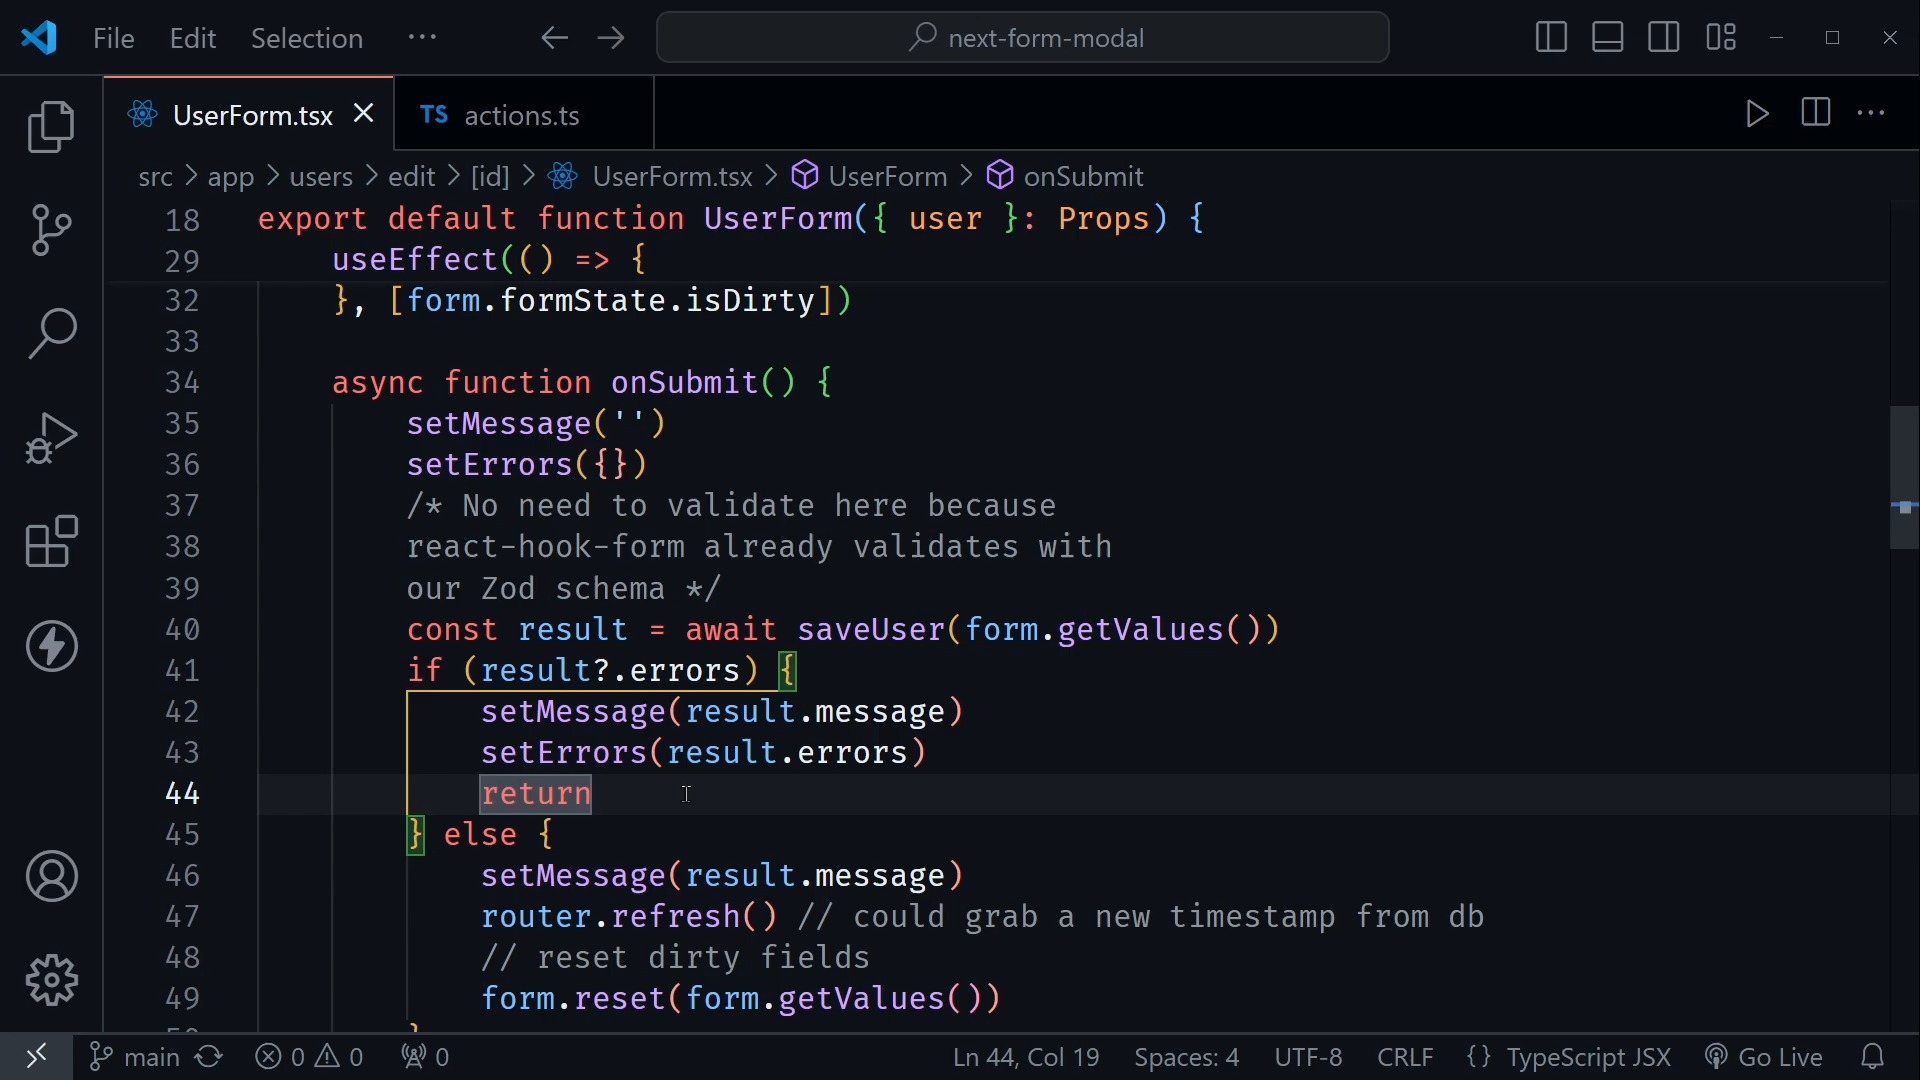 File Edit Selection ··· next-form-modal
UserForm.tsx TS actions.ts
src > app > users > edit > [id] > UserForm.tsx > UserForm > onSubmit
18 export default function UserForm({ user }: Props) {
29 useEffect(() => {
32 }, [form.formState.isDirty])
33
34 async function onSubmit() {
35 setMessage('')
36 setErrors({})
37 /* No need to validate here because
38 react-hook-form already validates with
39 our Zod schema */
40 const result = await saveUser(form.getValues())
41 if (result?.errors) {
42 setMessage(result.message)
43 setErrors(result.errors)
44 return
45 } else {
46 setMessage(result.message)
47 router.refresh() // could grab a new timestamp from db
48 // reset dirty fields
49 form.reset(form.getValues())
main 0 0 0 Ln 44, Col 19 Spaces: 4 UTF-8 CRLF {} TypeScript JSX Go Live